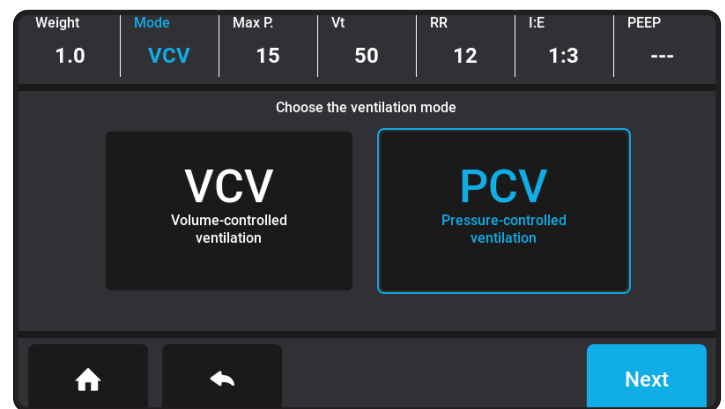 Weight Mode Max P. Vt RR I:E PEEP
1.0 VCV 15 50 12 1:3 ---
Choose the ventilation mode
VCV
Volume-controlled
ventilation
PCV
Pressure-controlled
ventilation
Next